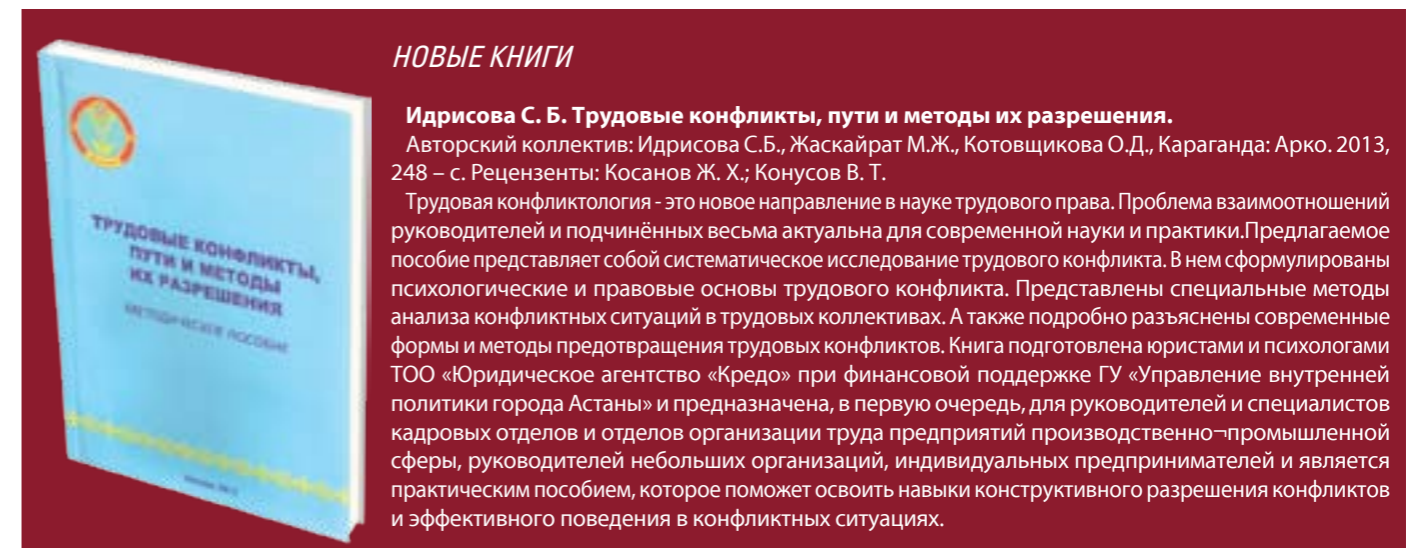 НОВЫЕ КНИГИ
Идрисова С. Б. Трудовые конфликты, пути и методы их разрешения.
Авторский коллектив: Идрисова С.Б., Жаскайрат М.Ж., Котовщикова О.Д., Караганда: Арко. 2013,
248 – с. Рецензенты: Косанов Ж. Х.; Конусов В. Т.
Трудовая конфликтология - это новое направление в науке трудового права. Проблема взаимоотношений
руководителей и подчинённых весьма актуальна для современной науки и практики.Предлагаемое
пособие представляет собой систематическое исследование трудового конфликта. В нем сформулированы
психологические и правовые основы трудового конфликта. Представлены специальные методы
анализа конфликтных ситуаций в трудовых коллективах. А также подробно разъяснены современные
формы и методы предотвращения трудовых конфликтов. Книга подготовлена юристами и психологами
ТОО «Юридическое агентство «Кредо» при финансовой поддержке ГУ «Управление внутренней
политики города Астаны» и предназначена, в первую очередь, для руководителей и специалистов
кадровых отделов и отделов организации труда предприятий производственно¬промышленной
сферы, руководителей небольших организаций, индивидуальных предпринимателей и является
практическим пособием, которое поможет освоить навыки конструктивного разрешения конфликтов
и эффективного поведения в конфликтных ситуациях.
ТРУДОВЫЕ КОНФЛИКТЫ,
ПУТИ И МЕТОДЫ
ИХ РАЗРЕШЕНИЯ
МЕТОДИЧЕСКОЕ ПОСОБИЕ